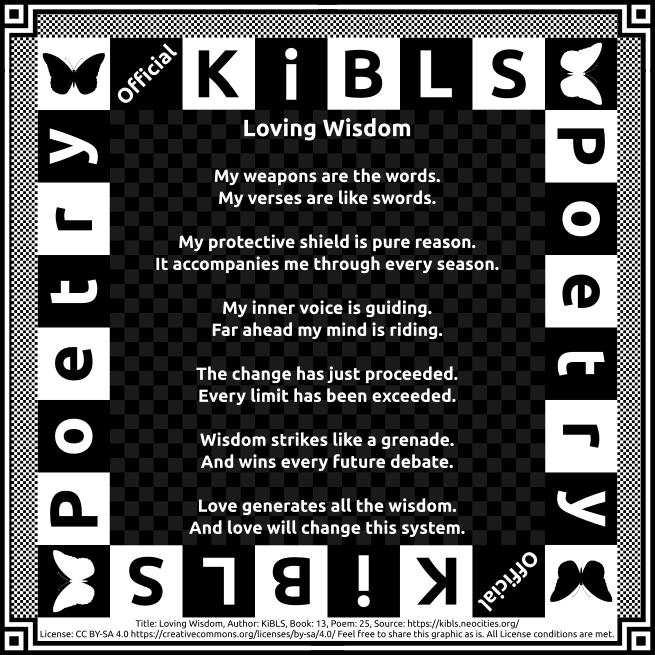 Official KiBLS
Poetry
Poetry
Loving Wisdom
My weapons are the words.
My verses are like swords.
My protective shield is pure reason.
It accompanies me through every season.
My inner voice is guiding.
Far ahead my mind is riding.
The change has just proceeded.
Every limit has been exceeded.
Wisdom strikes like a grenade.
And wins every future debate.
Love generates all the wisdom.
And love will change this system.
Official KiBLS
Title: Loving Wisdom, Author: KiBLS, Book: 13, Poem: 25, Source: https://kibls.neocities.org/
License: CC BY-SA 4.0 https://creativecommons.org/licenses/by-sa/4.0/ Feel free to share this graphic as is. All License conditions are met.